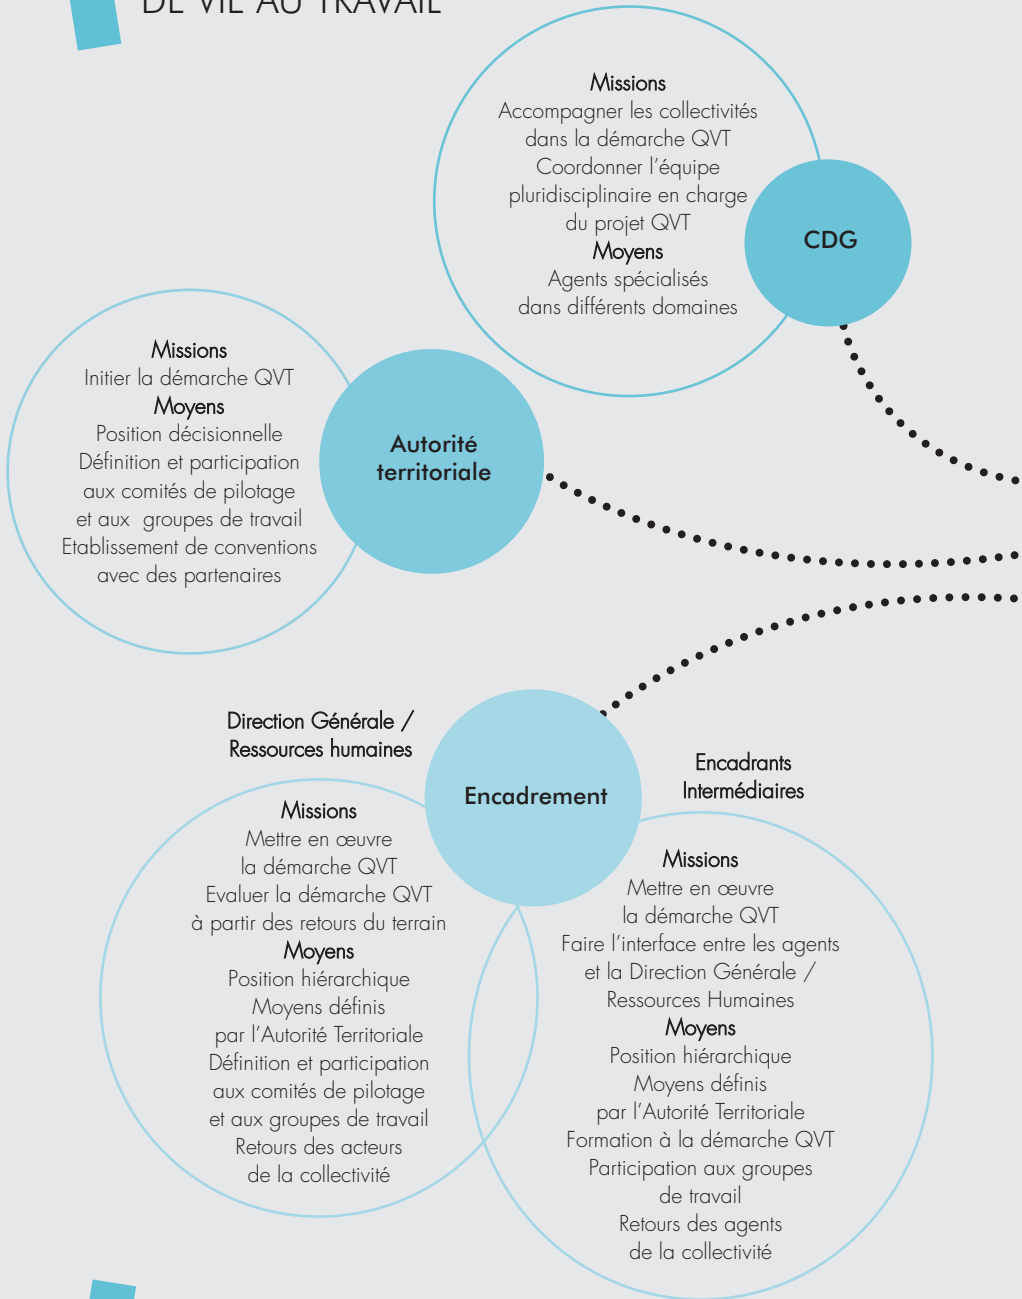 DE VIE AU TRAVAIL
Missions
Accompagner les collectivités
dans la démarche QVT
Coordonner l'équipe
pluridisciplinaire en charge
du projet QVT
Moyens
Agents spécialisés
dans différents domaines
CDG
Missions
Initier la démarche QVT
Moyens
Position décisionnelle
Définition et participation
aux comités de pilotage
et aux  groupes de travail
Etablissement de conventions
avec des partenaires
Autorité
territoriale
Encadrement
Direction Générale /
Ressources humaines
Missions
Mettre en œuvre
la démarche QVT
Evaluer la démarche QVT
à partir des retours du terrain
Moyens
Position hiérarchique
Moyens définis
par l'Autorité Territoriale
Définition et participation
aux comités de pilotage
et aux groupes de travail
Retours des acteurs
de la collectivité
Encadrants
Intermédiaires
Missions
Mettre en œuvre
la démarche QVT
Faire l'interface entre les agents
et la Direction Générale /
Ressources Humaines
Moyens
Position hiérarchique
Moyens définis
par l'Autorité Territoriale
Formation à la démarche QVT
Participation aux groupes
de travail
Retours des agents
de la collectivité